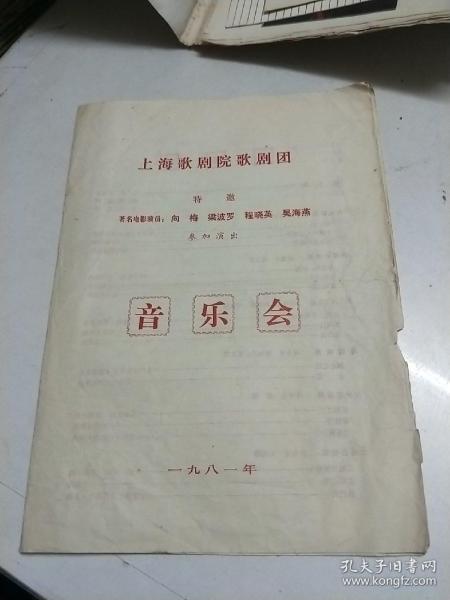 上海歌剧院歌剧团
特邀
著名电影演员：向梅 梁波罗 程晓英 吴海燕
参加演出
音乐会
一九八一年
孔夫子旧书网
www.kongfz.com